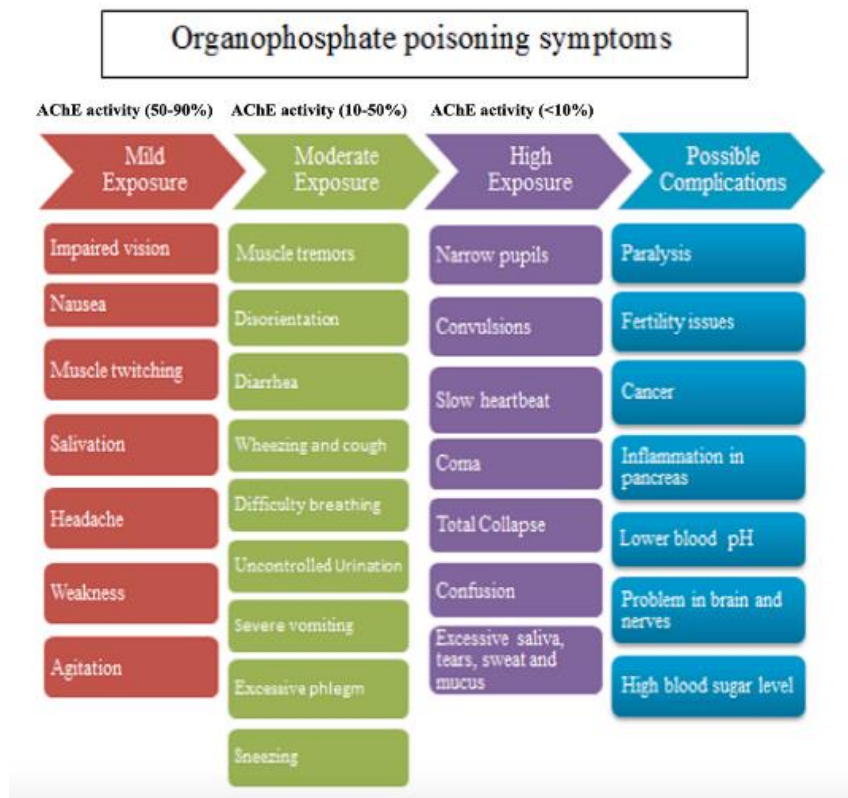 Organophosphate poisoning symptoms
AChE activity (50-90%)
AChE activity (10-50%)
AChE activity (<10%)
Mild
Exposure
Moderate
Exposure
High
Exposure
Possible
Complications
Impaired vision
Nausea
Muscle twitching
Salivation
Headache
Weakness
Agitation
Muscle tremors
Disorientation
Diarrhea
Wheezing and cough
Difficulty breathing
Uncontrolled Urination
Severe vomiting
Excessive phlegm
Sneezing
Narrow pupils
Convulsions
Slow heartbeat
Coma
Total Collapse
Confusion
Excessive saliva,
tears, sweat and
mucus
Paralysis
Fertility issues
Cancer
Inflammation in
pancreas
Lower blood pH
Problem in brain and
nerves
High blood sugar level